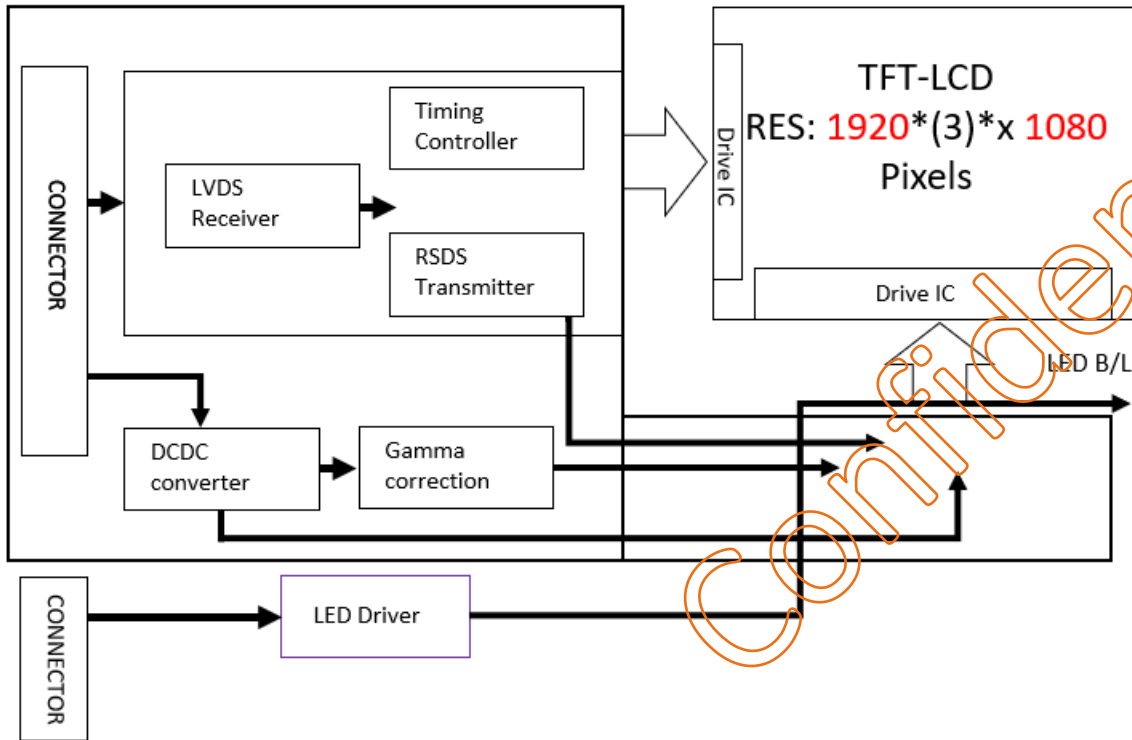 CONNECTOR
LVDS
Receiver
Timing
Controller
RSDS
Transmitter
DCDC
converter
Gamma
correction
Drive IC
TFT-LCD
RES: 1920*(3)*x 1080
Pixels
Drive IC
LED B/L
CONNECTOR
LED Driver